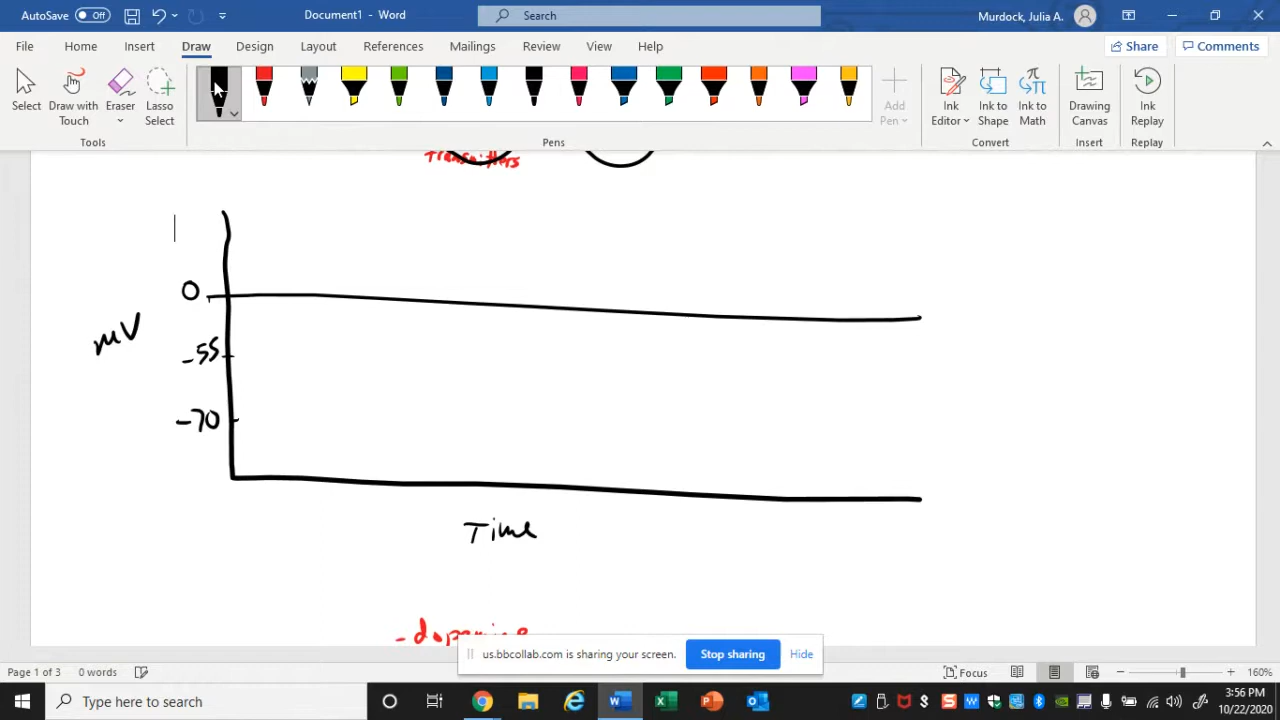 AutoSave Off Document1 - Word Search Murdock, Julia A.
File Home Insert Draw Design Layout References Mailings Review View Help Share Comments
Select Draw with Touch Eraser Lasso Select Add Pen Ink Editor Ink to Shape Ink to Math Drawing Canvas Ink Replay
Tools Pens Convert Insert Replay
Transmitters
0
mV
-55
-70
Time
- dopamine
us.bbcollab.com is sharing your screen. Stop sharing Hide
Page 1 of 3 0 words Focus 160%
Type here to search
3:56 PM
10/22/2020